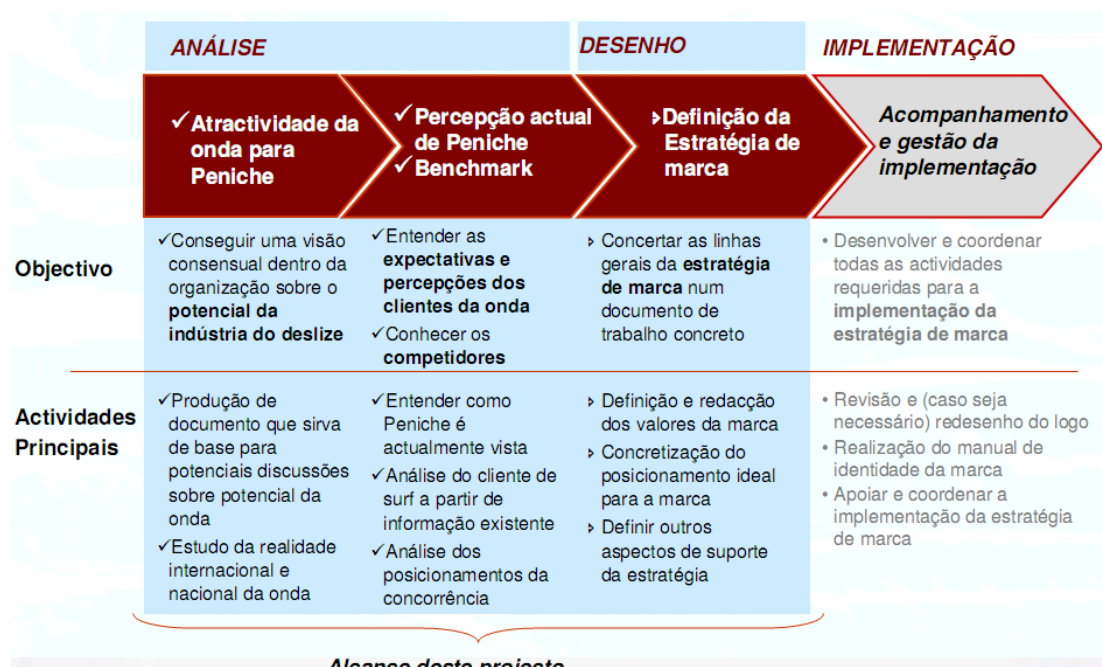 ANÁLISE
DESENHO
IMPLEMENTAÇÃO
✓Atractividade da
onda para
Peniche
✓Percepção actual
de Peniche
✓Benchmark
Definição da
Estratégia de
marca
Acompanhamento
e gestão da
implementação
Objectivo
✓Conseguir uma visão
consensual dentro da
organização sobre o
potencial da
indústria do deslize
✓Entender as
expectativas e
percepções dos
clientes da onda
✓Conhecer os
competidores
Concertar as linhas
gerais da estratégia
de marca num
documento de
trabalho concreto
• Desenvolver e coordenar
todas as actividades
requeridas para a
implementação da
estratégia de marca
Actividades
Principais
✓Produção de
documento que sirva
de base para
potenciais discussões
sobre potencial da
onda
✓Estudo da realidade
internacional e
nacional da onda
✓Entender como
Peniche é
actualmente vista
✓Análise do cliente de
surf a partir de
informação existente
✓Análise dos
posicionamentos da
concorrência
Definição e redacção
dos valores da marca
Concretização do
posicionamento ideal
para a marca
Definir outros
aspectos de suporte
da estratégia
• Revisão e (caso seja
necessário) redesenho do logo
• Realização do manual de
identidade da marca
• Apoiar e coordenar a
implementação da estratégia
de marca
Alcance deste projecto